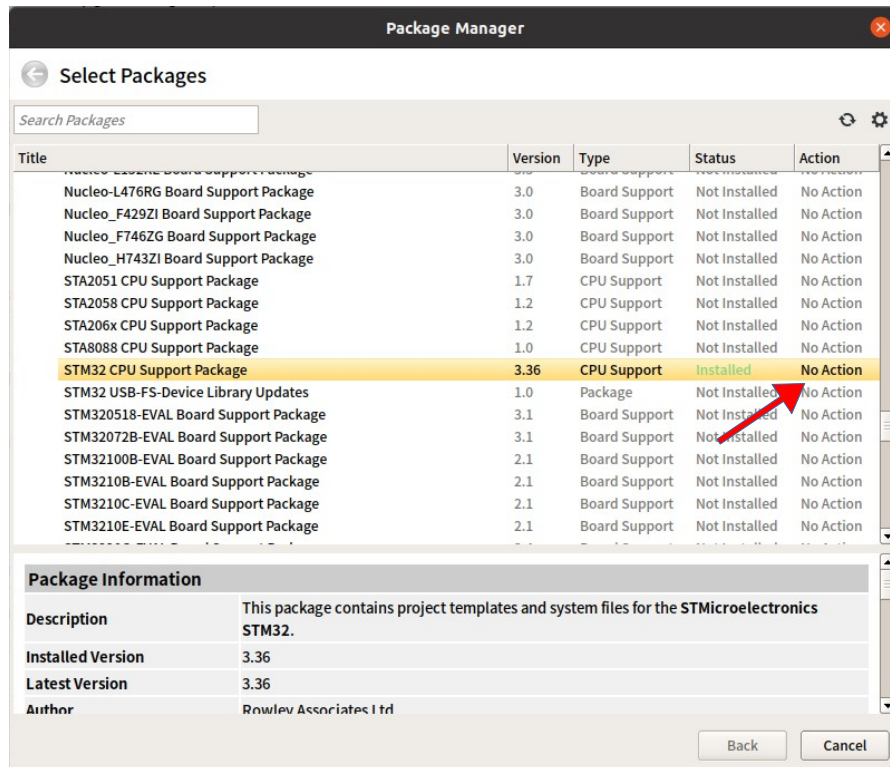 Package Manager
Select Packages
Search Packages
Title Version Type Status Action
Nucleo-L476RG Board Support Package 3.0 Board Support Not Installed No Action
Nucleo_F429ZI Board Support Package 3.0 Board Support Not Installed No Action
Nucleo_F746ZG Board Support Package 3.0 Board Support Not Installed No Action
Nucleo_H743ZI Board Support Package 3.0 Board Support Not Installed No Action
STA2051 CPU Support Package 1.7 CPU Support Not Installed No Action
STA2058 CPU Support Package 1.2 CPU Support Not Installed No Action
STA206x CPU Support Package 1.2 CPU Support Not Installed No Action
STA8088 CPU Support Package 1.0 CPU Support Not Installed No Action
STM32 CPU Support Package 3.36 CPU Support Installed No Action
STM32 USB-FS-Device Library Updates 1.0 Package Not Installed No Action
STM320518-EVAL Board Support Package 3.1 Board Support Not Installed No Action
STM32072B-EVAL Board Support Package 3.1 Board Support Not Installed No Action
STM32100B-EVAL Board Support Package 2.1 Board Support Not Installed No Action
STM3210B-EVAL Board Support Package 2.1 Board Support Not Installed No Action
STM3210C-EVAL Board Support Package 2.1 Board Support Not Installed No Action
STM3210E-EVAL Board Support Package 2.1 Board Support Not Installed No Action
Package Information
Description This package contains project templates and system files for the STMicroelectronics
STM32.
Installed Version 3.36
Latest Version 3.36
Author Rowley Associates Ltd
Back Cancel